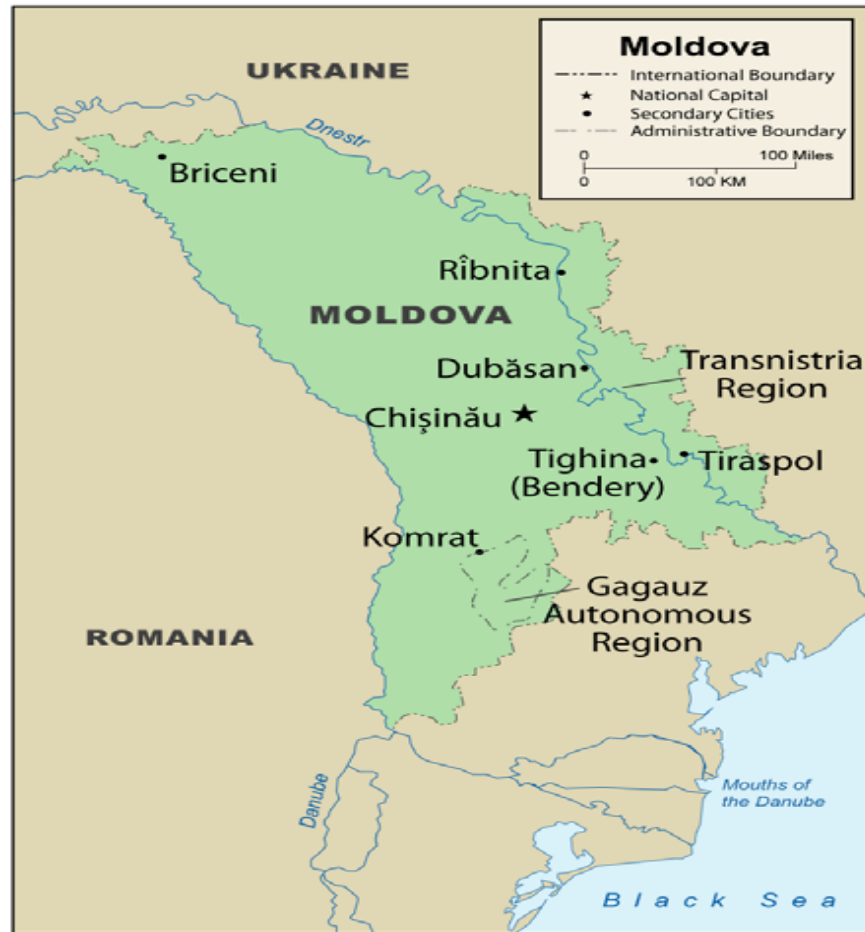 Moldova
International Boundary
National Capital
Secondary Cities
Administrative Boundary
0 100 Miles
0 100 KM
UKRAINE
Dnestr
Briceni
Rîbnita
MOLDOVA
Dubăsan
Transnistria
Region
Chişinău
Tighina
(Bendery)
Tiraspol
Komrat
Gagauz
Autonomous
Region
ROMANIA
Danube
Mouths of
the Danube
Black Sea